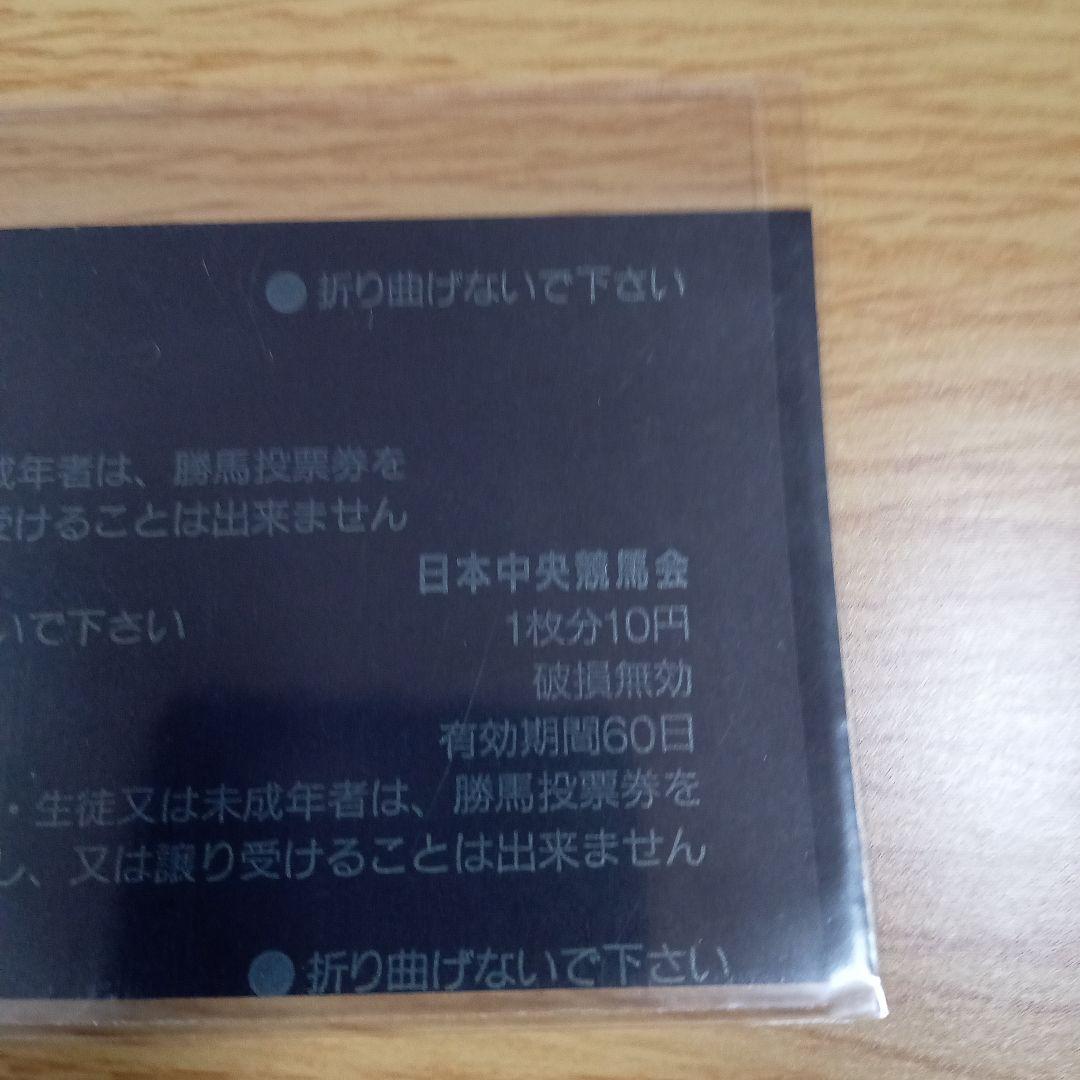 ●折り曲げないで下さい
成年者は、勝馬投票券を
受けることは出来ません
日本中央競馬会
いで下さい
1枚分10円
破損無効
有効期間60日
・生徒又は未成年者は、勝馬投票券を
し、又は譲り受けることは出来ません
●折り曲げないで下さい